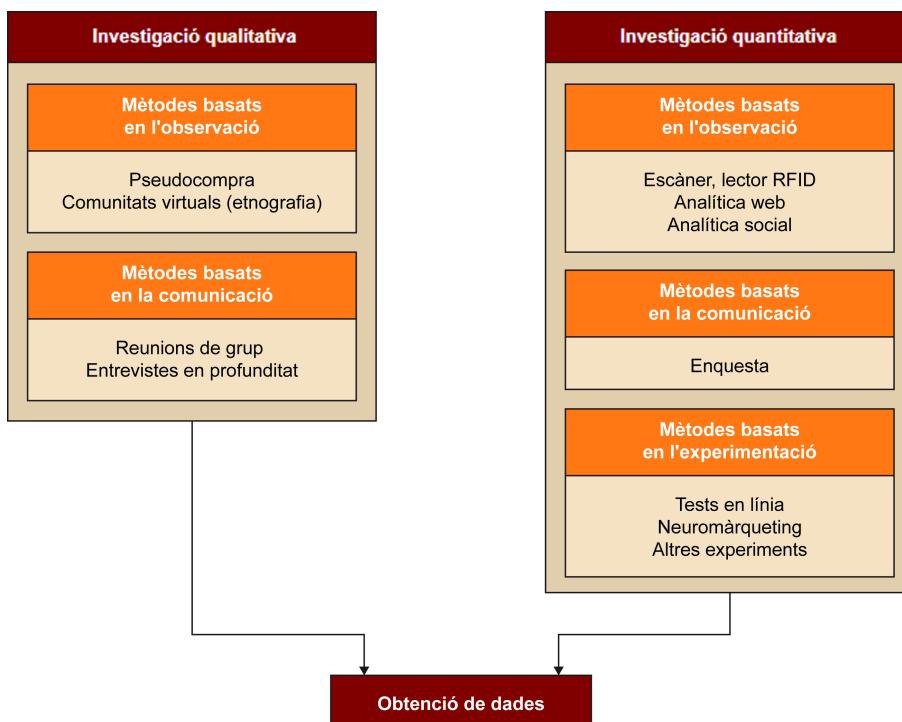 Investigació qualitativa
Mètodes basats
en l'observació
Pseudocompra
Comunitats virtuals (etnografia)
Mètodes basats
en la comunicació
Reunions de grup
Entrevistes en profunditat
Investigació quantitativa
Mètodes basats
en l'observació
Escàner, lector RFID
Analítica web
Analítica social
Mètodes basats
en la comunicació
Enquesta
Mètodes basats
en l'experimentació
Tests en línia
Neuromàrqueting
Altres experiments
Obtenció de dades